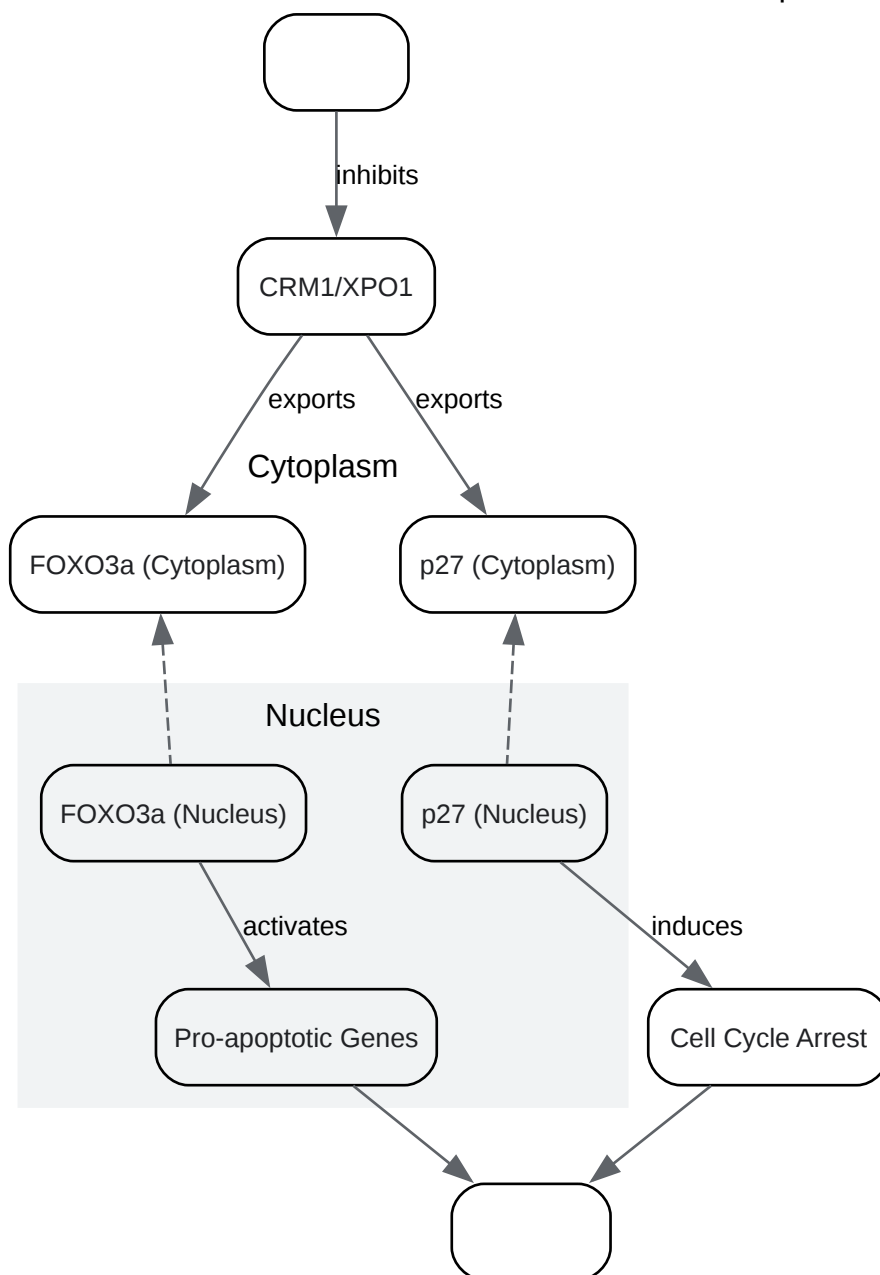 inhibits
CRM1/XPO1
exports
exports
Cytoplasm
FOXO3a (Cytoplasm)
p27 (Cytoplasm)
Nucleus
FOXO3a (Nucleus)
p27 (Nucleus)
activates
induces
Pro-apoptotic Genes
Cell Cycle Arrest